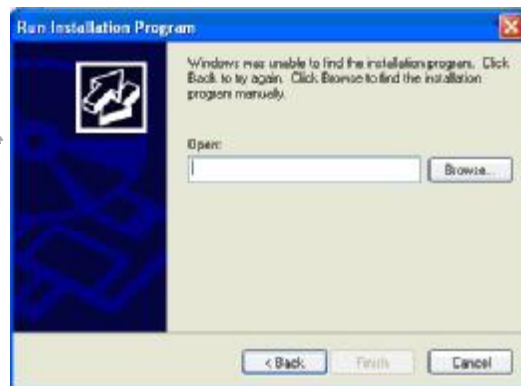 Run Installation Program
Windows was unable to find the installation program. Click
Back to try again. Click Browse to find the installation
program manually.
Open:
Browse...
< Back
Finish
Cancel